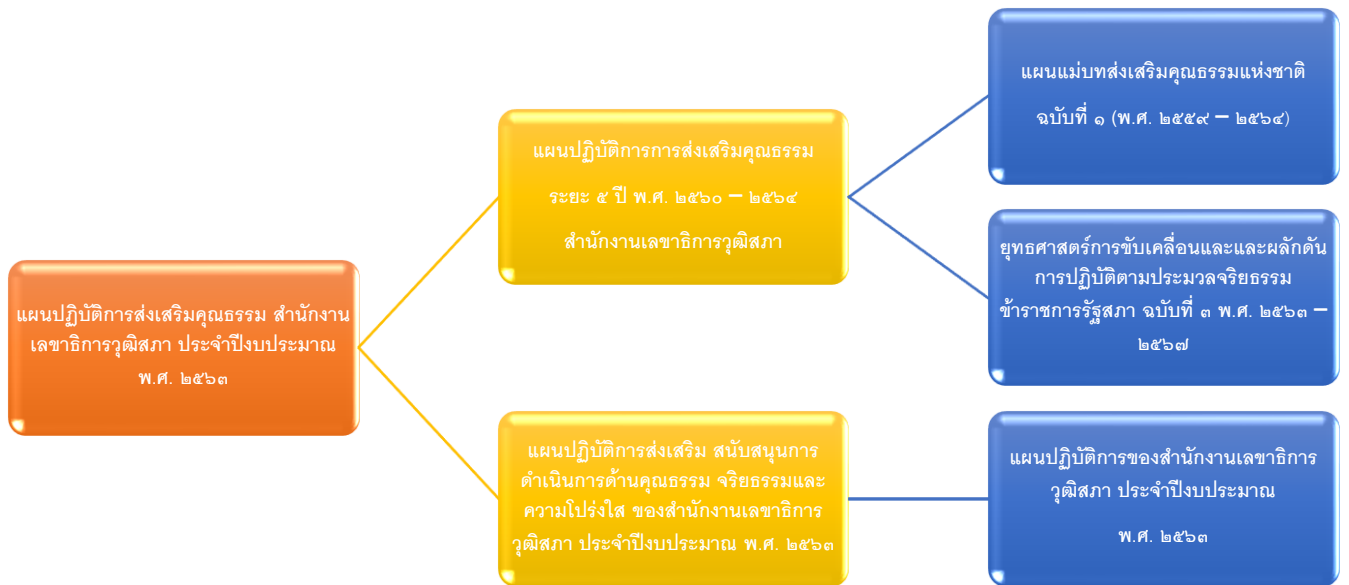 แผนปฏิบัติการส่งเสริมคุณธรรม สำนักงาน
เลขาธิการวุฒิสภา ประจำปีงบประมาณ
พ.ศ. ๒๕๖๓
แผนปฏิบัติการการส่งเสริมคุณธรรม
ระยะ ๕ ปี พ.ศ. ๒๕๖๐ – ๒๕๖๔
สำนักงานเลขาธิการวุฒิสภา
แผนแม่บทส่งเสริมคุณธรรมแห่งชาติ
ฉบับที่ ๑ (พ.ศ. ๒๕๕๙ – ๒๕๖๔)
ยุทธศาสตร์การขับเคลื่อนและและผลักดัน
การปฏิบัติตามประมวลจริยธรรม
ข้าราชการรัฐสภา ฉบับที่ ๓ พ.ศ. ๒๕๖๓ –
๒๕๖๗
แผนปฏิบัติการส่งเสริม สนับสนุนการ
ดำเนินการด้านคุณธรรม จริยธรรมและ
ความโปร่งใส ของสำนักงานเลขาธิการ
วุฒิสภา ประจำปีงบประมาณ พ.ศ. ๒๕๖๓
แผนปฏิบัติการของสำนักงานเลขาธิการ
วุฒิสภา ประจำปีงบประมาณ
พ.ศ. ๒๕๖๓